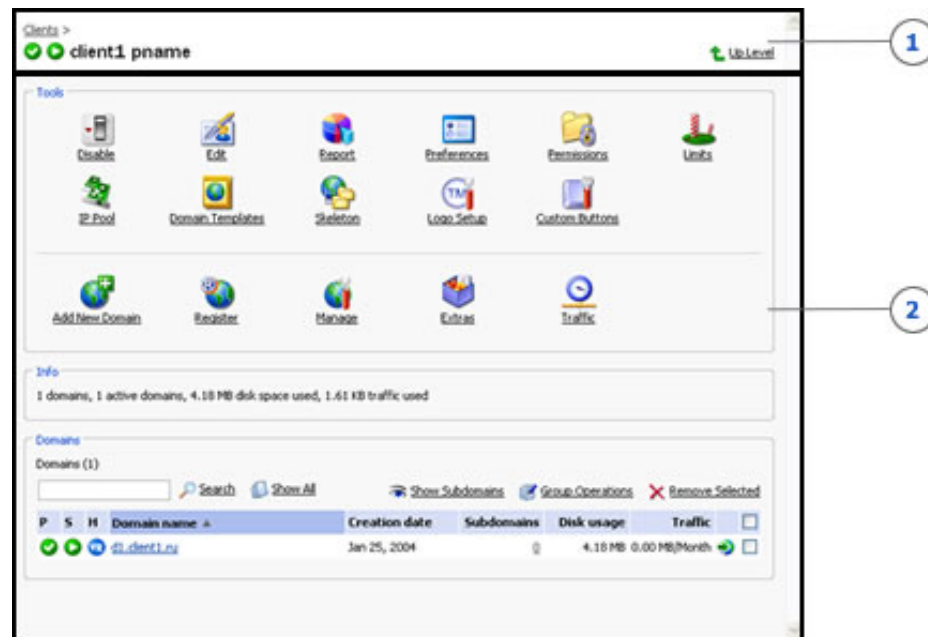 Clients >
client1 pname
Up Level
1
Tools
Disable Edit Report Preferences Permissions Limits
IP Pool Domain Templates Skeleton Logo Setup Custom Buttons
TM
Add New Domain Register Manage Extras Traffic
2
Info
1 domains, 1 active domains, 4.18 MB disk space used, 1.61 KB traffic used
Domains
Domains (1)
Search Show All Show Subdomains Group Operations Remove Selected
P S H Domain name Creation date Subdomains Disk usage Traffic
d1.client1.ru Jan 25, 2004 0 4.18 MB 0.00 MB/Month